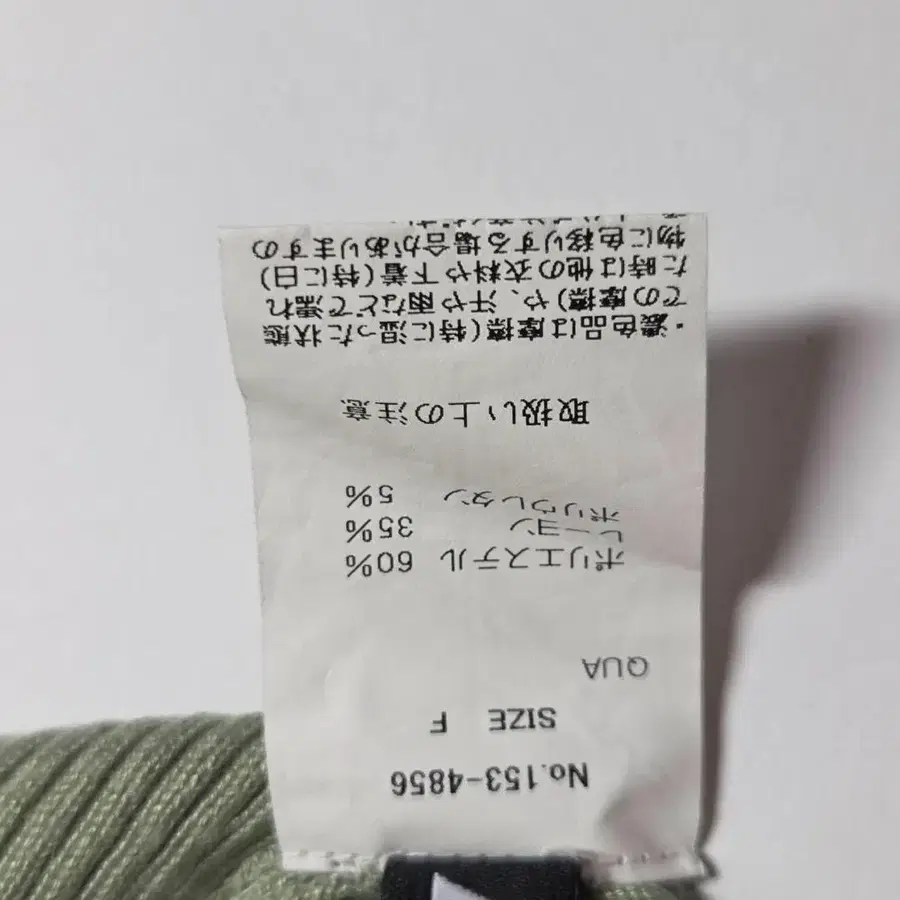 No.153-4856
SIZE F
QUA
ポリエステル 60%
レーヨン 35%
ポリウレタン 5%
取扱い上の注意
・濃色品は摩擦(特に湿った状態
での摩擦)や、汗や雨などで濡れ
た時は他の衣料や下着(特に白)
物に色移りする場合がありますの